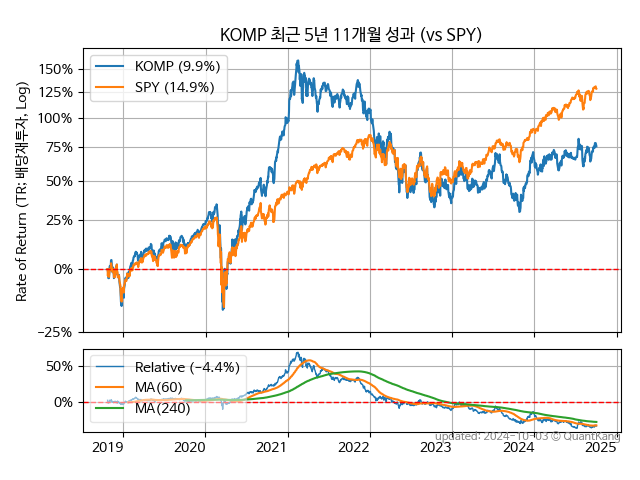 KOMP 최근 5년 11개월 성과 (vs SPY)
KOMP (9.9%)
SPY (14.9%)
Rate of Return (TR: 배당재투자, Log)
150%
125%
100%
75%
50%
25%
0%
−25%
Relative (-4.4%)
MA(60)
MA(240)
50%
0%
updated: 2024-10-03 © QuantKang
2019
2020
2021
2022
2023
2024
2025